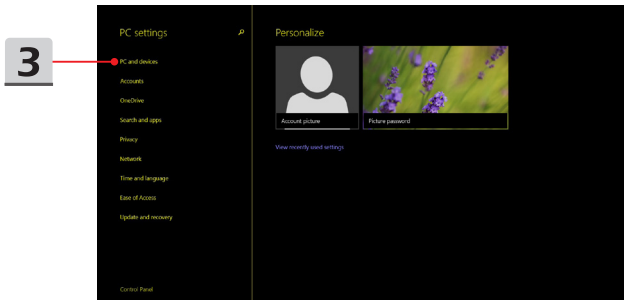 3
PC settings
PC and devices
Accounts
OneDrive
Search and apps
Privacy
Network
Time and language
Ease of Access
Update and recovery
Control Panel
Personalize
Account picture
Picture password
View recently used settings